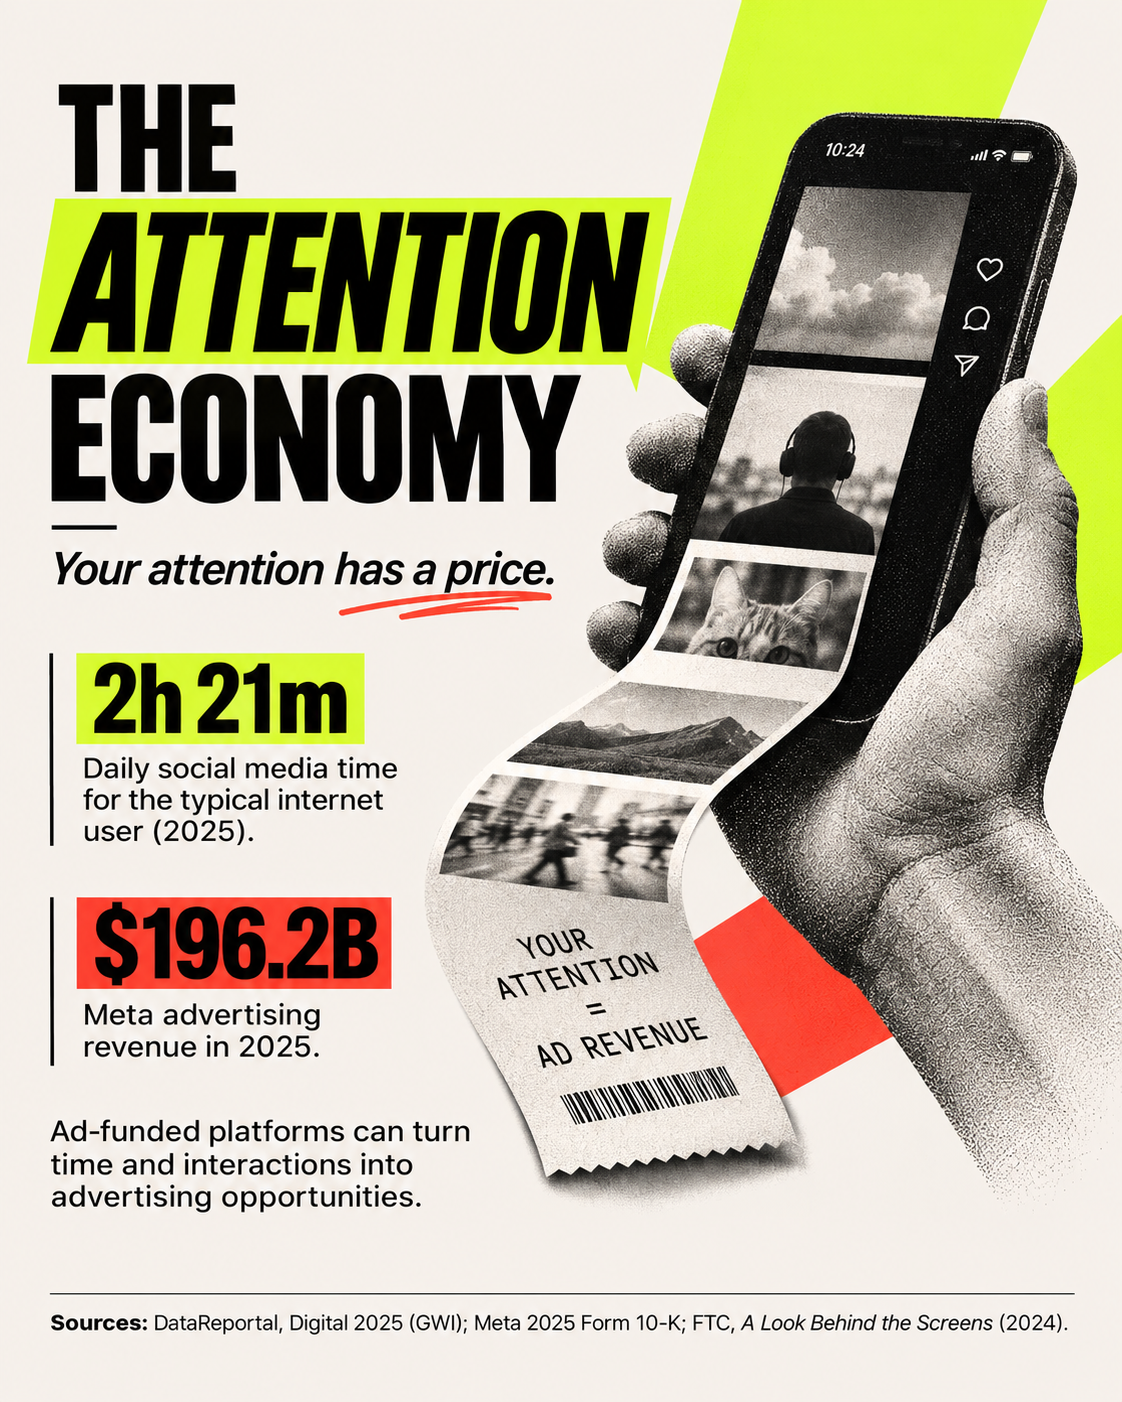 THE
ATTENTION
ECONOMY
Your attention has a price.
2h 21m
Daily social media time
for the typical internet
user (2025).
$196.2B
Meta advertising
revenue in 2025.
Ad-funded platforms can turn
time and interactions into
advertising opportunities.
10:24
YOUR
ATTENTION
=
AD REVENUE
Sources: DataReportal, Digital 2025 (GWI); Meta 2025 Form 10-K; FTC, A Look Behind the Screens (2024).